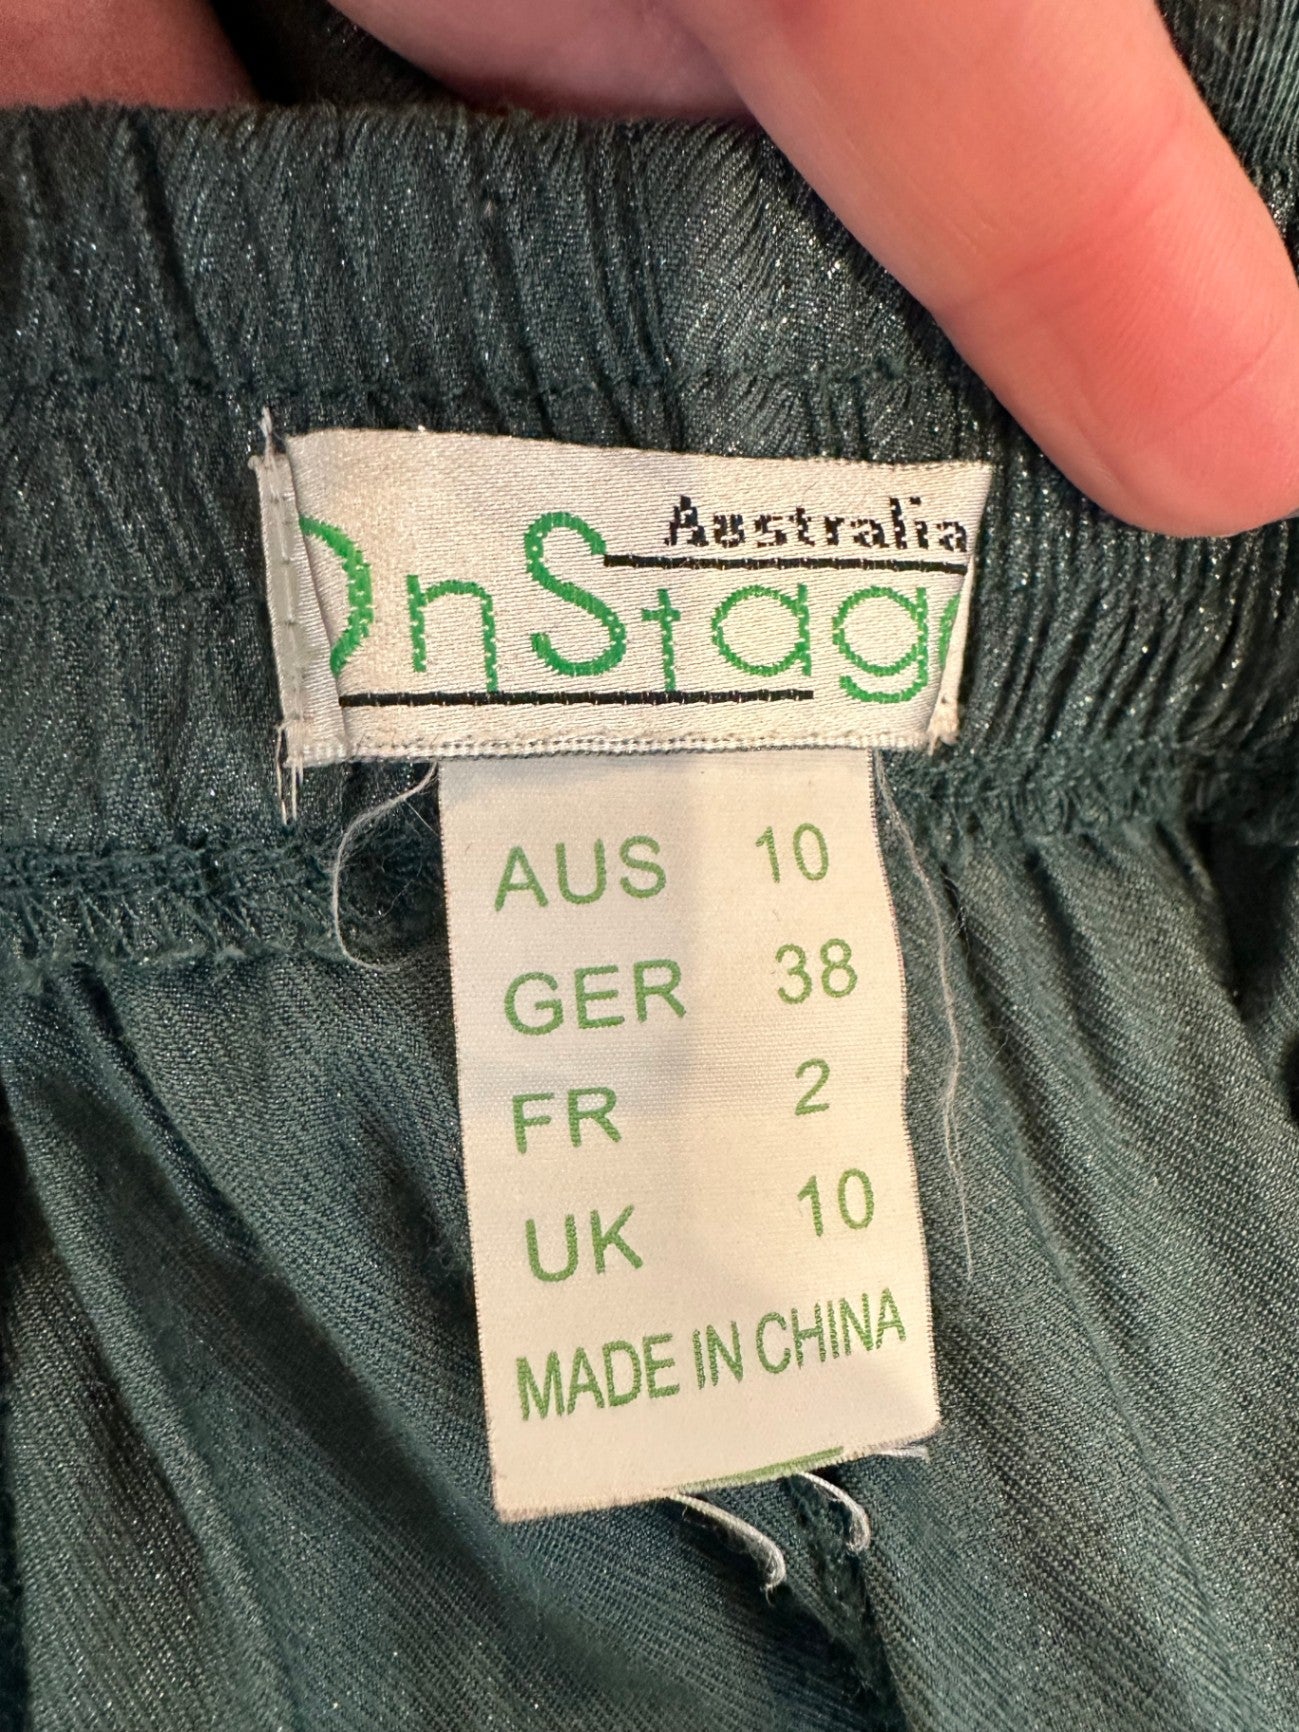 Australia
OnStage
AUS 10
GER 38
FR 2
UK 10
MADE IN CHINA